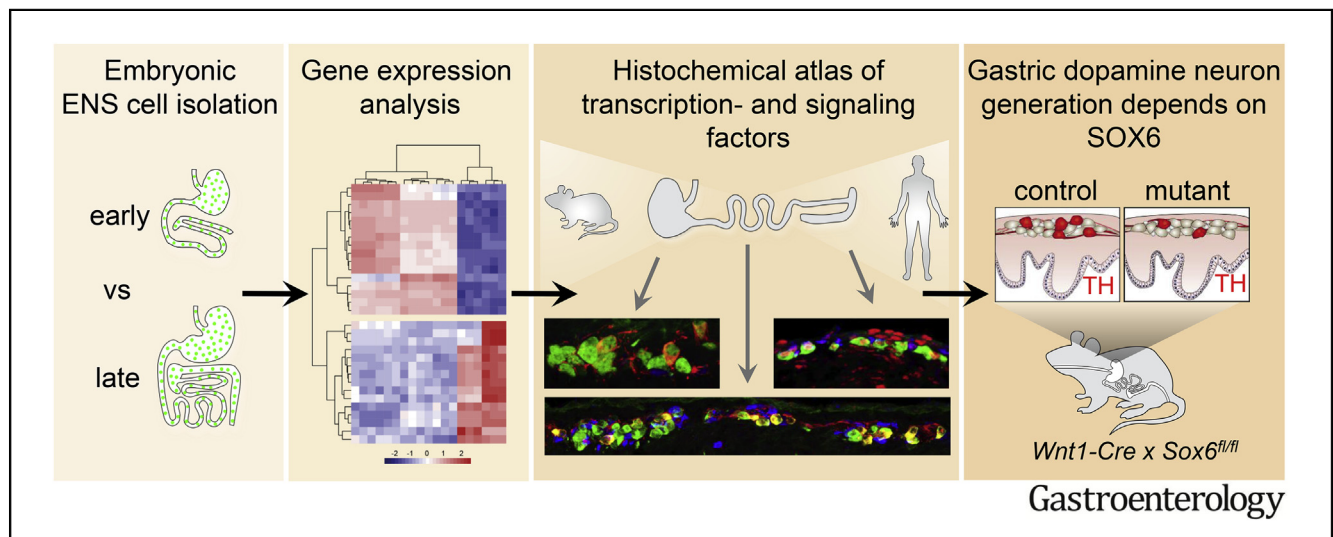 Embryonic
ENS cell isolation
early
vs
late
Gene expression
analysis
-2 -1 0 1 2
Histochemical atlas of
transcription- and signaling
factors
Gastric dopamine neuron
generation depends on
SOX6
control mutant
TH TH
Wnt1-Cre x Sox6fl/fl
Gastroenterology